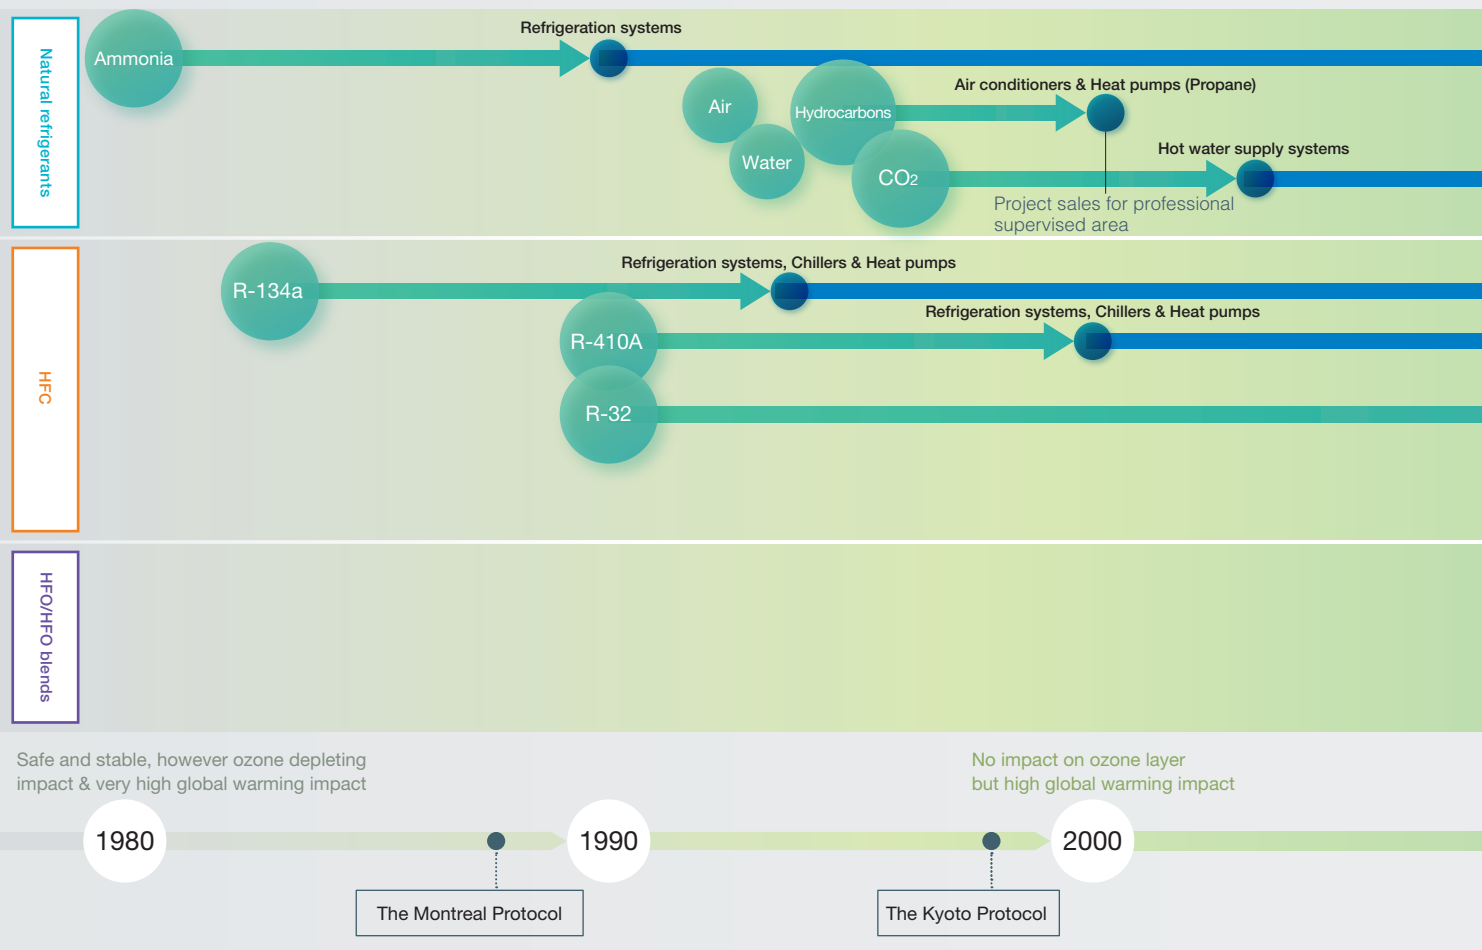 Natural refrigerants
Ammonia
Refrigeration systems
Air
Water
Hydrocarbons
Air conditioners & Heat pumps (Propane)
CO₂
Hot water supply systems
Project sales for professional
supervised area
HFC
R-134a
Refrigeration systems, Chillers & Heat pumps
R-410A
Refrigeration systems, Chillers & Heat pumps
R-32
HFO/HFO blends
Safe and stable, however ozone depleting
impact & very high global warming impact
No impact on ozone layer
but high global warming impact
1980
1990
2000
The Montreal Protocol
The Kyoto Protocol